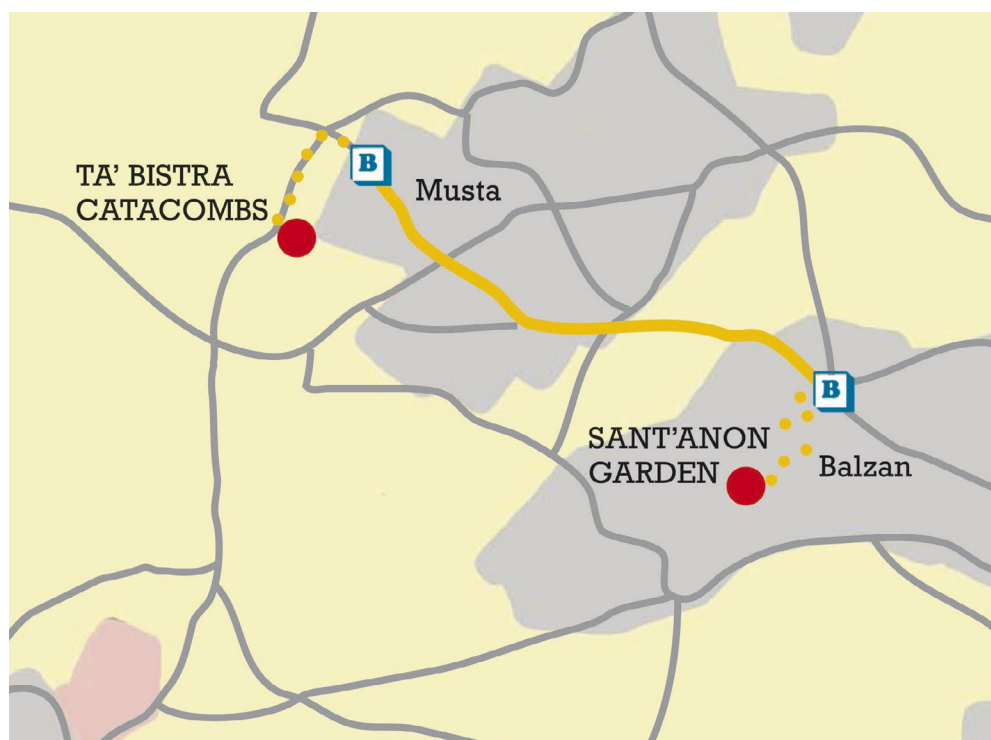 B
TA' BISTRA
CATACOMBS
Musta
B
SANT'ANON
GARDEN
Balzan